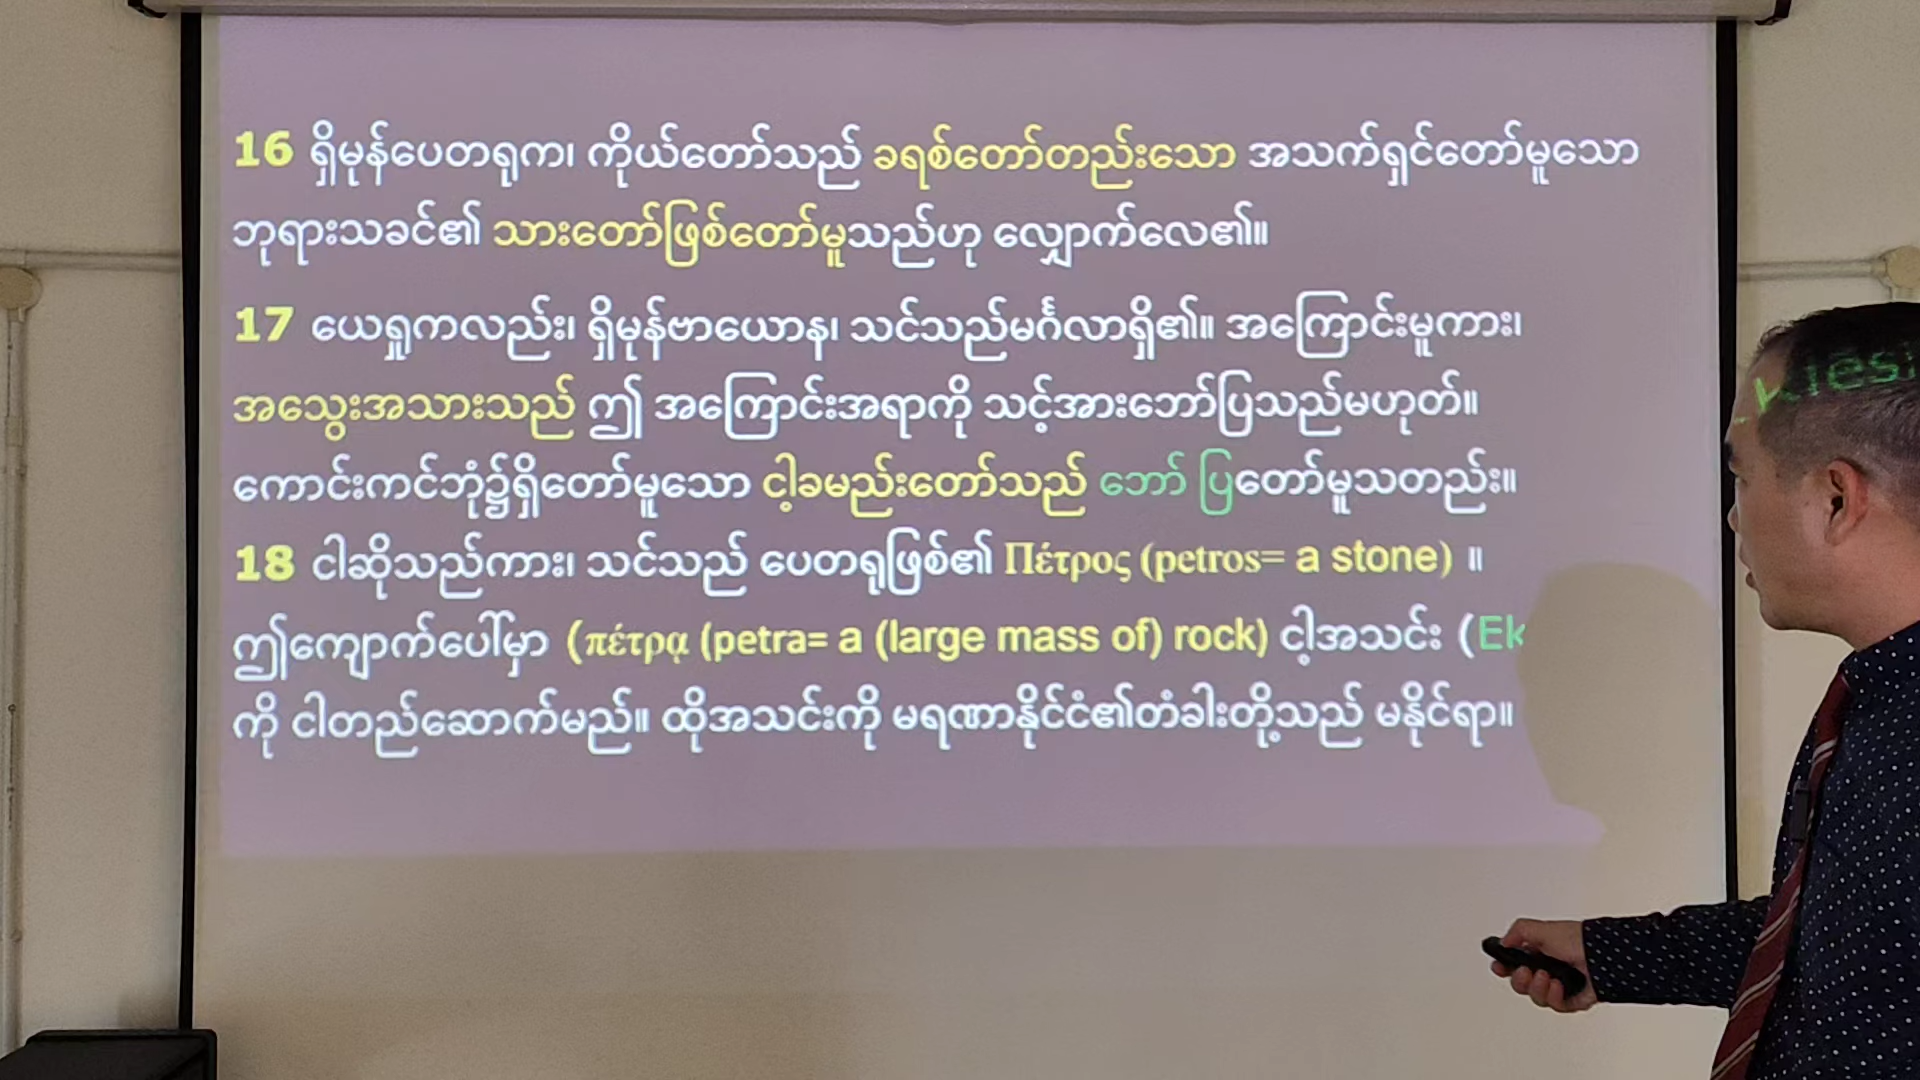 16 ရှိမုန်ပေတရုက၊ ကိုယ်တော်သည် ခရစ်တော်တည်းသော အသက်ရှင်တော်မူသော
ဘုရားသခင်၏ သားတော်ဖြစ်တော်မူသည်ဟု လျှောက်လေ၏။
17 ယေရှုကလည်း၊ ရှိမုန်ဗာယောန၊ သင်သည်မင်္ဂလာရှိ၏။ အကြောင်းမူကား၊
အသွေးအသားသည် ဤ အကြောင်းအရာကို သင့်အားဘော်ပြသည်မဟုတ်။
ကောင်းကင်ဘုံ၌ရှိတော်မူသော ငါ့ခမည်းတော်သည် ဘော် ပြတော်မူသတည်း။
18 ငါဆိုသည်ကား၊ သင်သည် ပေတရုဖြစ်၏ Πέτρος (petros= a stone) ။
ဤကျောက်ပေါ်မှာ (πέτρᾳ (petra= a (large mass of) rock) ငါ့အသင်း (Ek
ကို ငါတည်ဆောက်မည်။ ထိုအသင်းကို မရဏာနိုင်ငံ၏တံခါးတို့သည် မနိုင်ရာ။